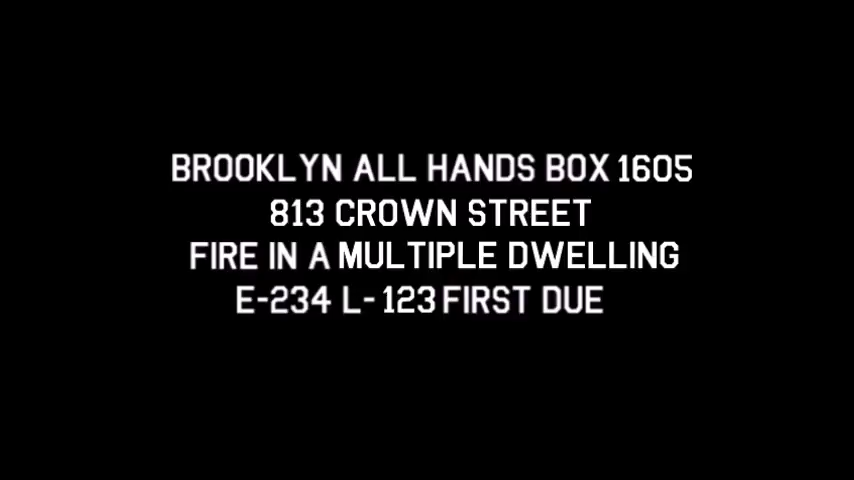 BROOKLYN ALL HANDS BOX 1605
813 CROWN STREET
FIRE IN A MULTIPLE DWELLING
E-234 L- 123 FIRST DUE